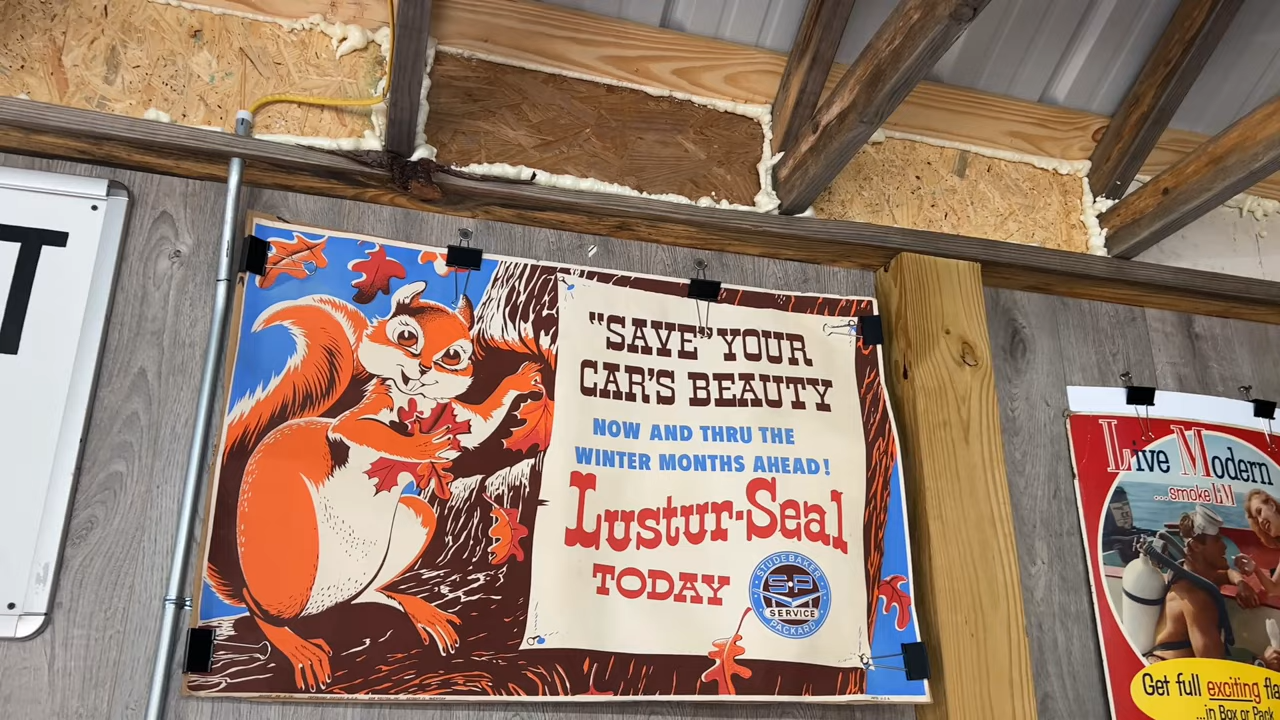 T
"SAVE" YOUR
CAR'S BEAUTY
NOW AND THRU THE
WINTER MONTHS AHEAD!
Lustur-Seal
TODAY
STUDEBAKER
S-P
SERVICE
PACKARD
Live Modern
...smoke L&M
Get full exciting fla
...in Box or Pack